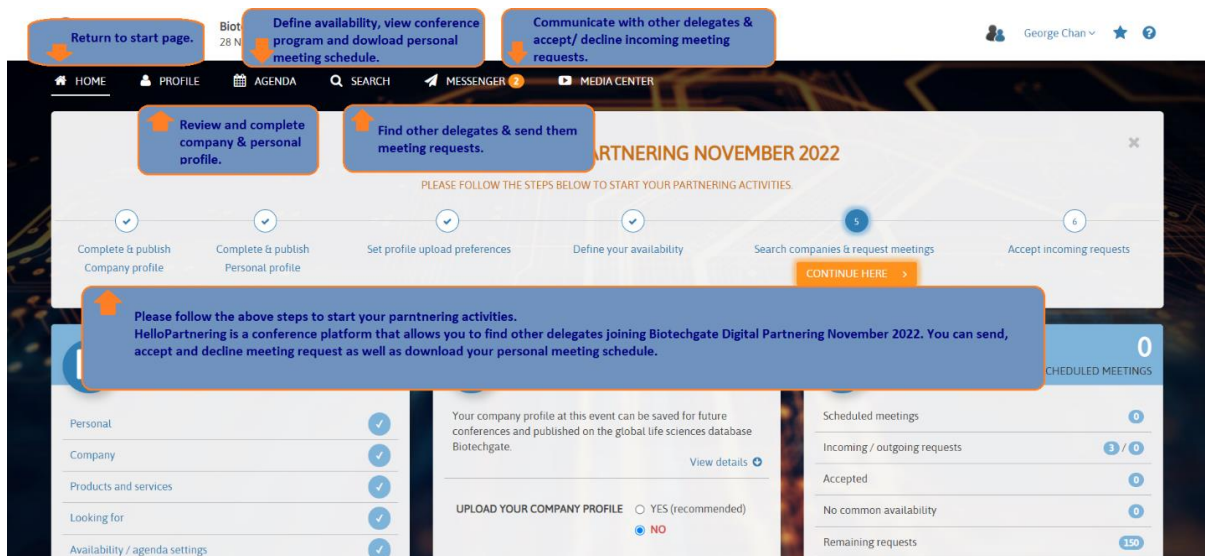 Return to start page.
Biot
28 N
Define availability, view conference
program and dowload personal
meeting schedule.
Communicate with other delegates &
accept/ decline incoming meeting
requests.
George Chan
HOME PROFILE AGENDA SEARCH MESSENGER 2 MEDIA CENTER
Review and complete
company & personal
profile.
Find other delegates & send them
meeting requests.
PARTNERING NOVEMBER 2022
PLEASE FOLLOW THE STEPS BELOW TO START YOUR PARTNERING ACTIVITIES.
5 6
Complete & publish
Company profile
Complete & publish
Personal profile
Set profile upload preferences
Define your availability
Search companies & request meetings
Accept incoming requests
CONTINUE HERE >
Please follow the above steps to start your parntnering activities.
HelloPartnering is a conference platform that allows you to find other delegates joining Biotechgate Digital Partnering November 2022. You can send,
accept and decline meeting request as well as download your personal meeting schedule.
0
CHEDULED MEETINGS
Personal
Company
Products and services
Looking for
Availability / agenda settings
Your company profile at this event can be saved for future
conferences and published on the global life sciences database
Biotechgate.
View details
UPLOAD YOUR COMPANY PROFILE YES (recommended)
NO
Scheduled meetings 0
Incoming / outgoing requests 3 / 0
Accepted 0
No common availability 0
Remaining requests 150